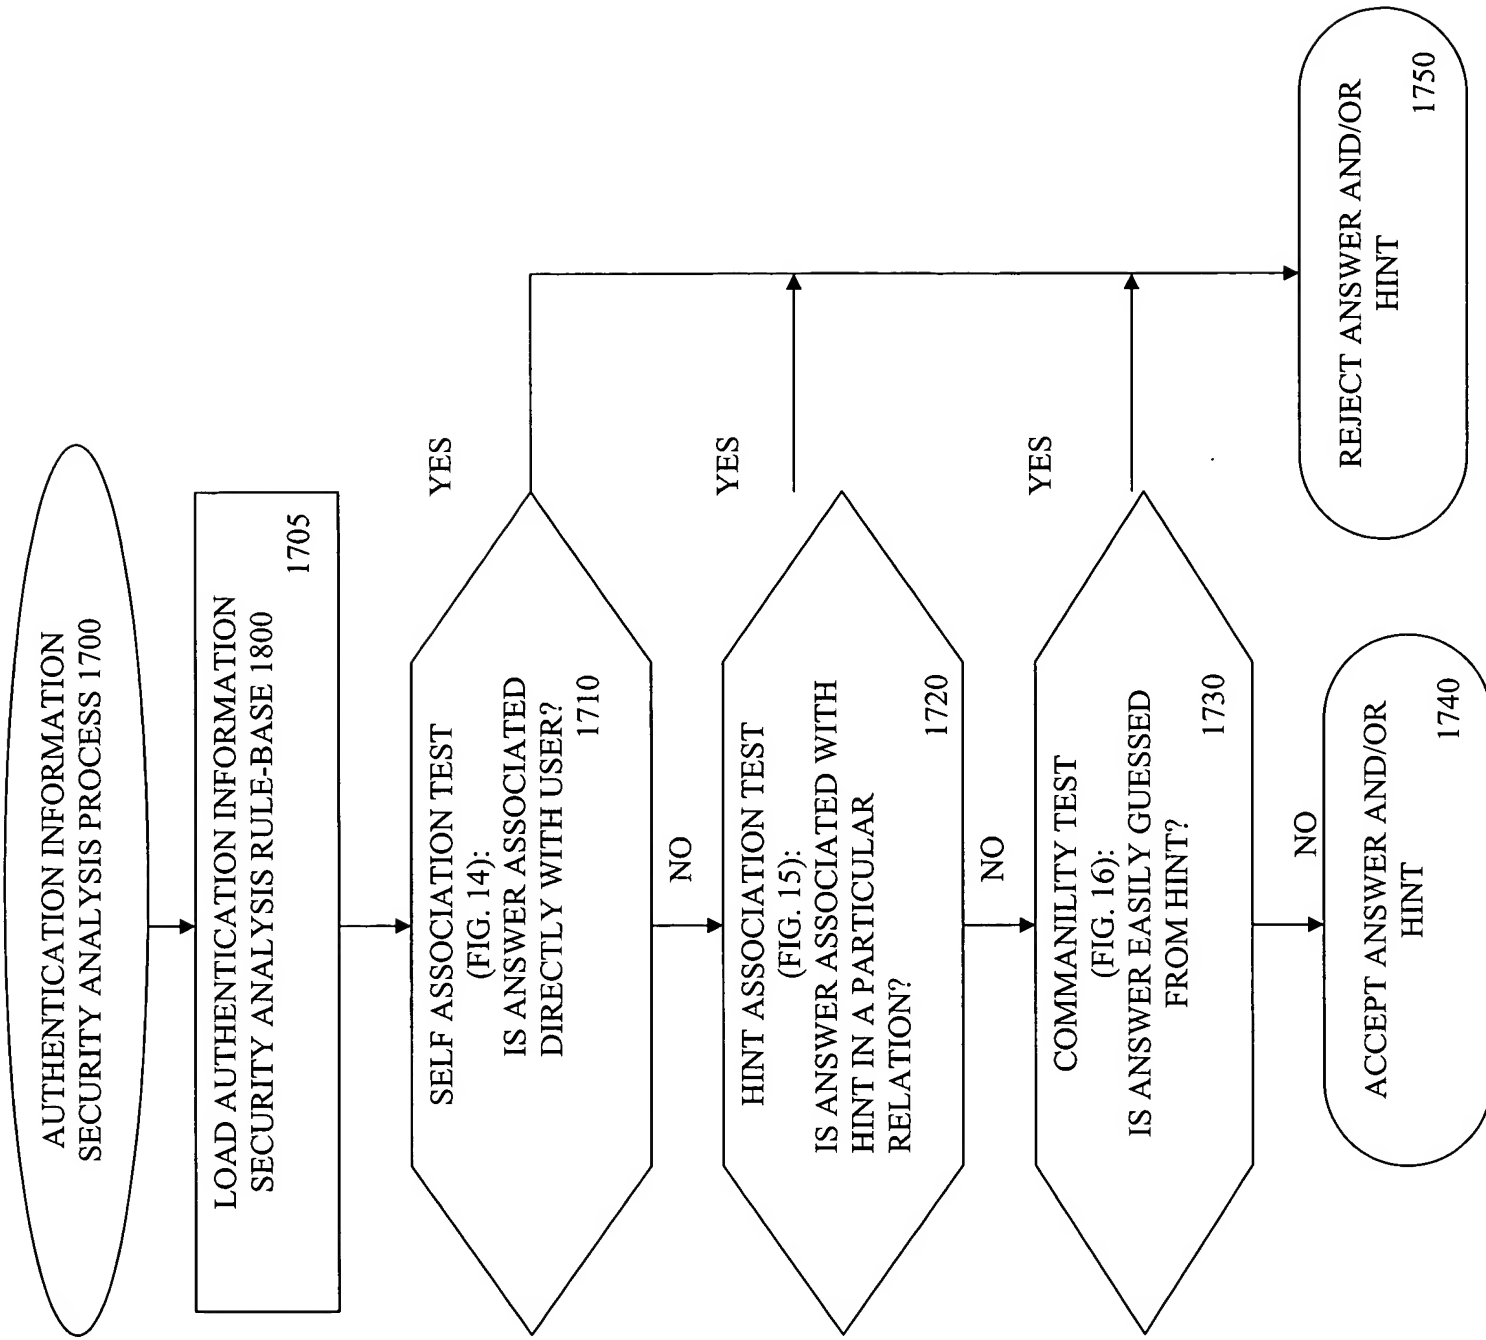 AUTHENTICATION INFORMATION
SECURITY ANALYSIS PROCESS 1700
LOAD AUTHENTICATION INFORMATION
SECURITY ANALYSIS RULE-BASE 1800
1705
SELF ASSOCIATION TEST
(FIG. 14):
IS ANSWER ASSOCIATED
DIRECTLY WITH USER?
1710
YES
NO
HINT ASSOCIATION TEST
(FIG. 15):
IS ANSWER ASSOCIATED WITH
HINT IN A PARTICULAR
RELATION?
1720
YES
NO
COMMANILITY TEST
(FIG. 16):
IS ANSWER EASILY GUESSED
FROM HINT?
1730
YES
NO
ACCEPT ANSWER AND/OR
HINT
1740
REJECT ANSWER AND/OR
HINT
1750